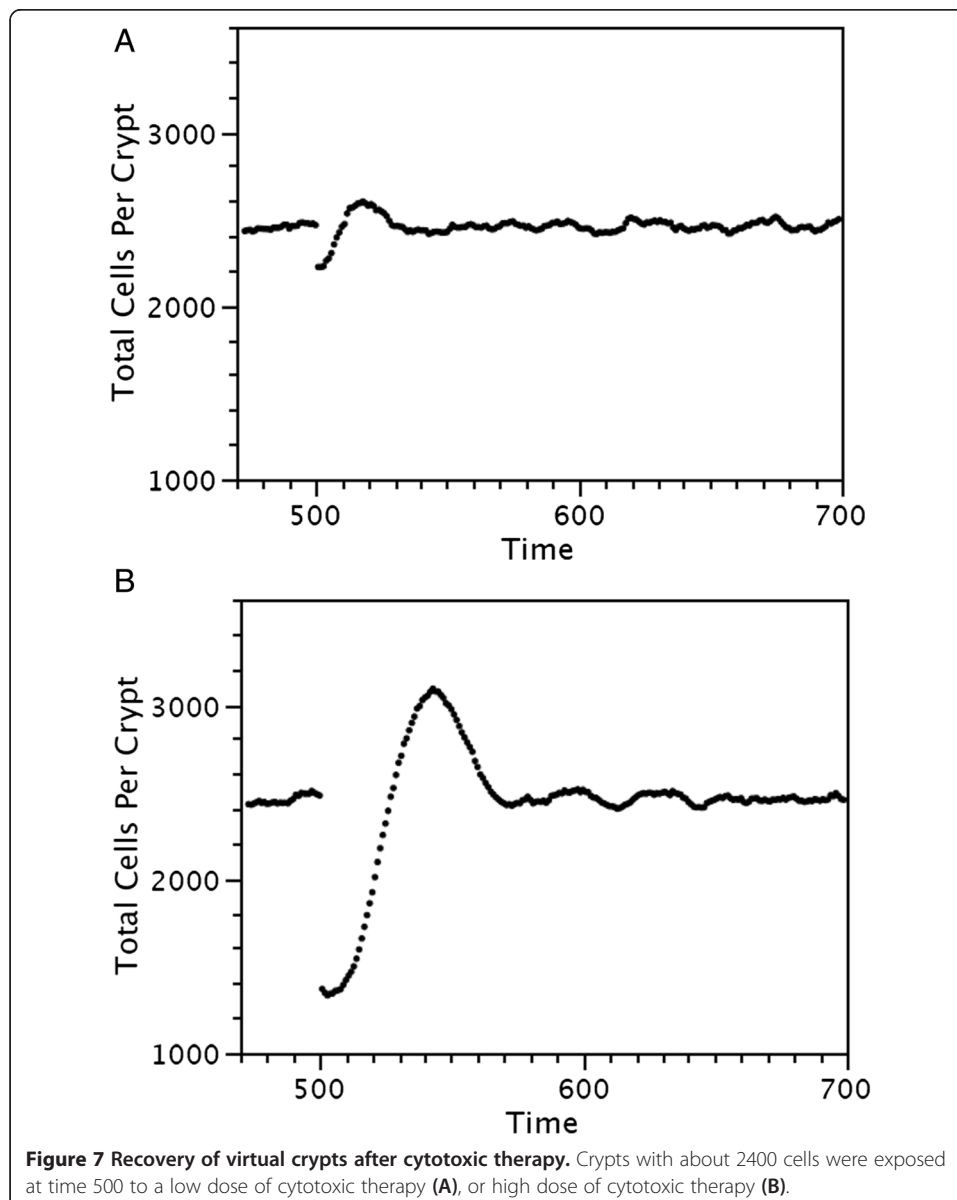 A
Total Cells Per Crypt
3000
2000
1000
500 600 700
Time
B
Total Cells Per Crypt
3000
2000
1000
500 600 700
Time
Figure 7 Recovery of virtual crypts after cytotoxic therapy. Crypts with about 2400 cells were exposed
at time 500 to a low dose of cytotoxic therapy (A), or high dose of cytotoxic therapy (B).